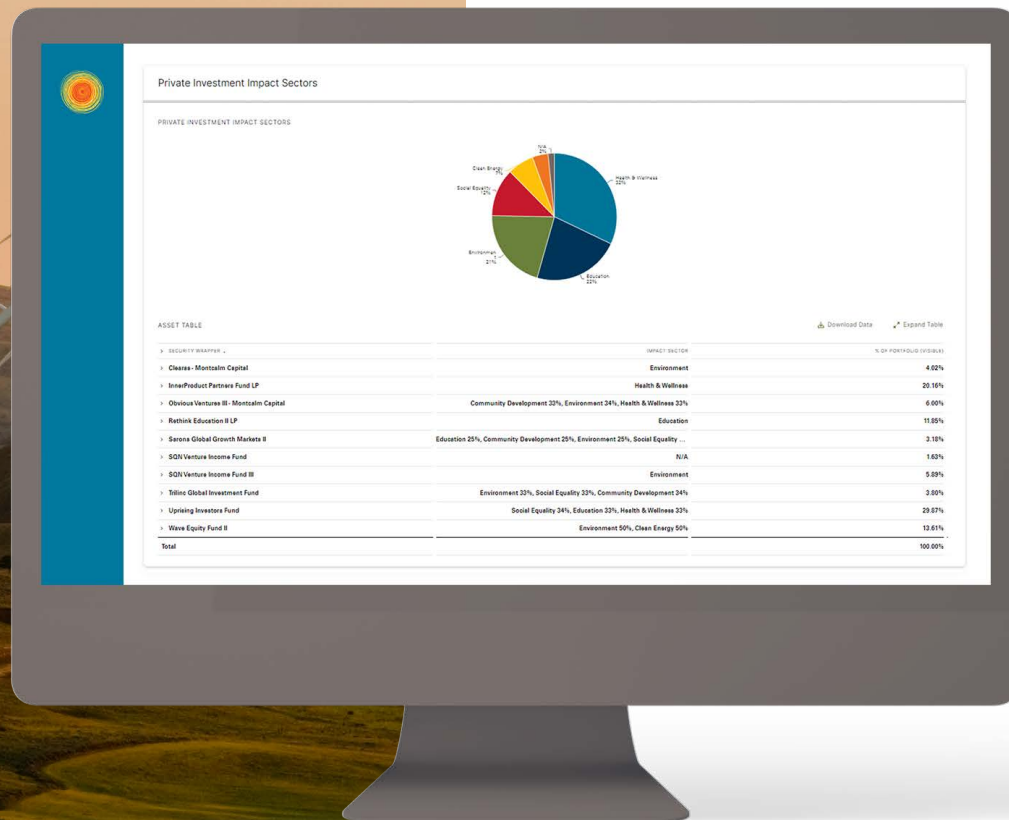 Private Investment Impact Sectors
PRIVATE INVESTMENT IMPACT SECTORS
N/A
2%
Clean Energy
7%
Social Equality
12%
Health & Wellness
32%
Environmen
t
21%
Education
22%
ASSET TABLE Download Data Expand Table
SECURITY WRAPPER IMPACT SECTOR % OF PORTFOLIO (VISIBLE)
Clearas - Montcalm Capital Environment 4.02%
InnerProduct Partners Fund LP Health & Wellness 20.16%
Obvious Ventures III - Montcalm Capital Community Development 33%, Environment 34%, Health & Wellness 33% 6.00%
Rethink Education II LP Education 11.85%
Sarona Global Growth Markets II Education 25%, Community Development 25%, Environment 25%, Social Equality ... 3.18%
SQN Venture Income Fund N/A 1.63%
SQN Venture Income Fund III Environment 5.89%
Trilinc Global Investment Fund Environment 33%, Social Equality 33%, Community Development 34% 3.80%
Uprising Investors Fund Social Equality 34%, Education 33%, Health & Wellness 33% 29.87%
Wave Equity Fund II Environment 50%, Clean Energy 50% 13.61%
Total 100.00%